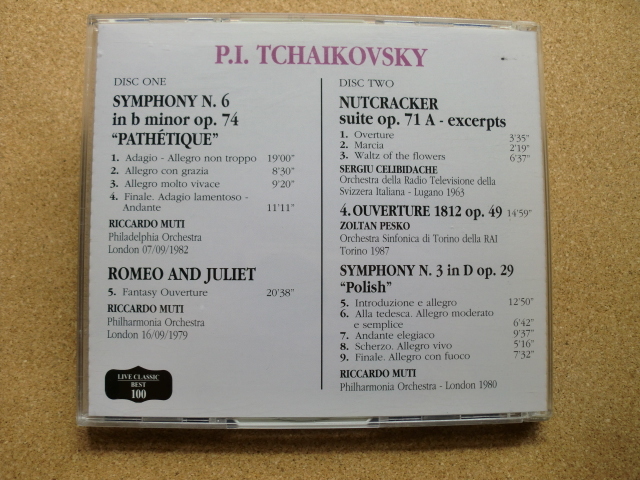 P.I. TCHAIKOVSKY
DISC ONE
SYMPHONY N. 6
in b minor op. 74
"PATHÉTIQUE"
1. Adagio - Allegro non troppo 19'00"
2. Allegro con grazia 8'30"
3. Allegro molto vivace 9'20"
4. Finale. Adagio lamentoso -
Andante 11'11"
RICCARDO MUTI
Philadelphia Orchestra
London 07/09/1982
ROMEO AND JULIET
5. Fantasy Ouverture 20'38"
RICCARDO MUTI
Philharmonia Orchestra
London 16/09/1979
LIVE CLASSIC
BEST
100
DISC TWO
NUTCRACKER
suite op. 71 A - excerpts
1. Overture 3'35"
2. Marcia 2'19"
3. Waltz of the flowers 6'37"
SERGIU CELIBIDACHE
Orchestra della Radio Televisione della
Svizzera Italiana - Lugano 1963
4. OUVERTURE 1812 op. 49 14'59"
ZOLTAN PESKO
Orchestra Sinfonica di Torino della RAI
Torino 1987
SYMPHONY N. 3 in D op. 29
"Polish"
5. Introduzione e allegro 12'50"
6. Alla tedesca. Allegro moderato
e semplice 6'42"
7. Andante elegiaco 9'37"
8. Scherzo. Allegro vivo 5'16"
9. Finale. Allegro con fuoco 7'32"
RICCARDO MUTI
Philharmonia Orchestra - London 1980